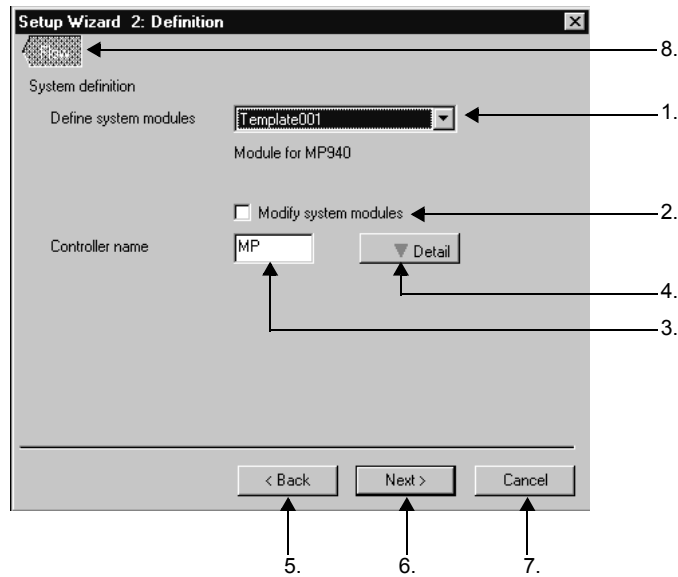 Setup Wizard 2: Definition
8.
System definition
Define system modules
Template001
1.
Module for MP940
Modify system modules
2.
Controller name
MP
Detail
4.
3.
< Back
Next >
Cancel
5.
6.
7.